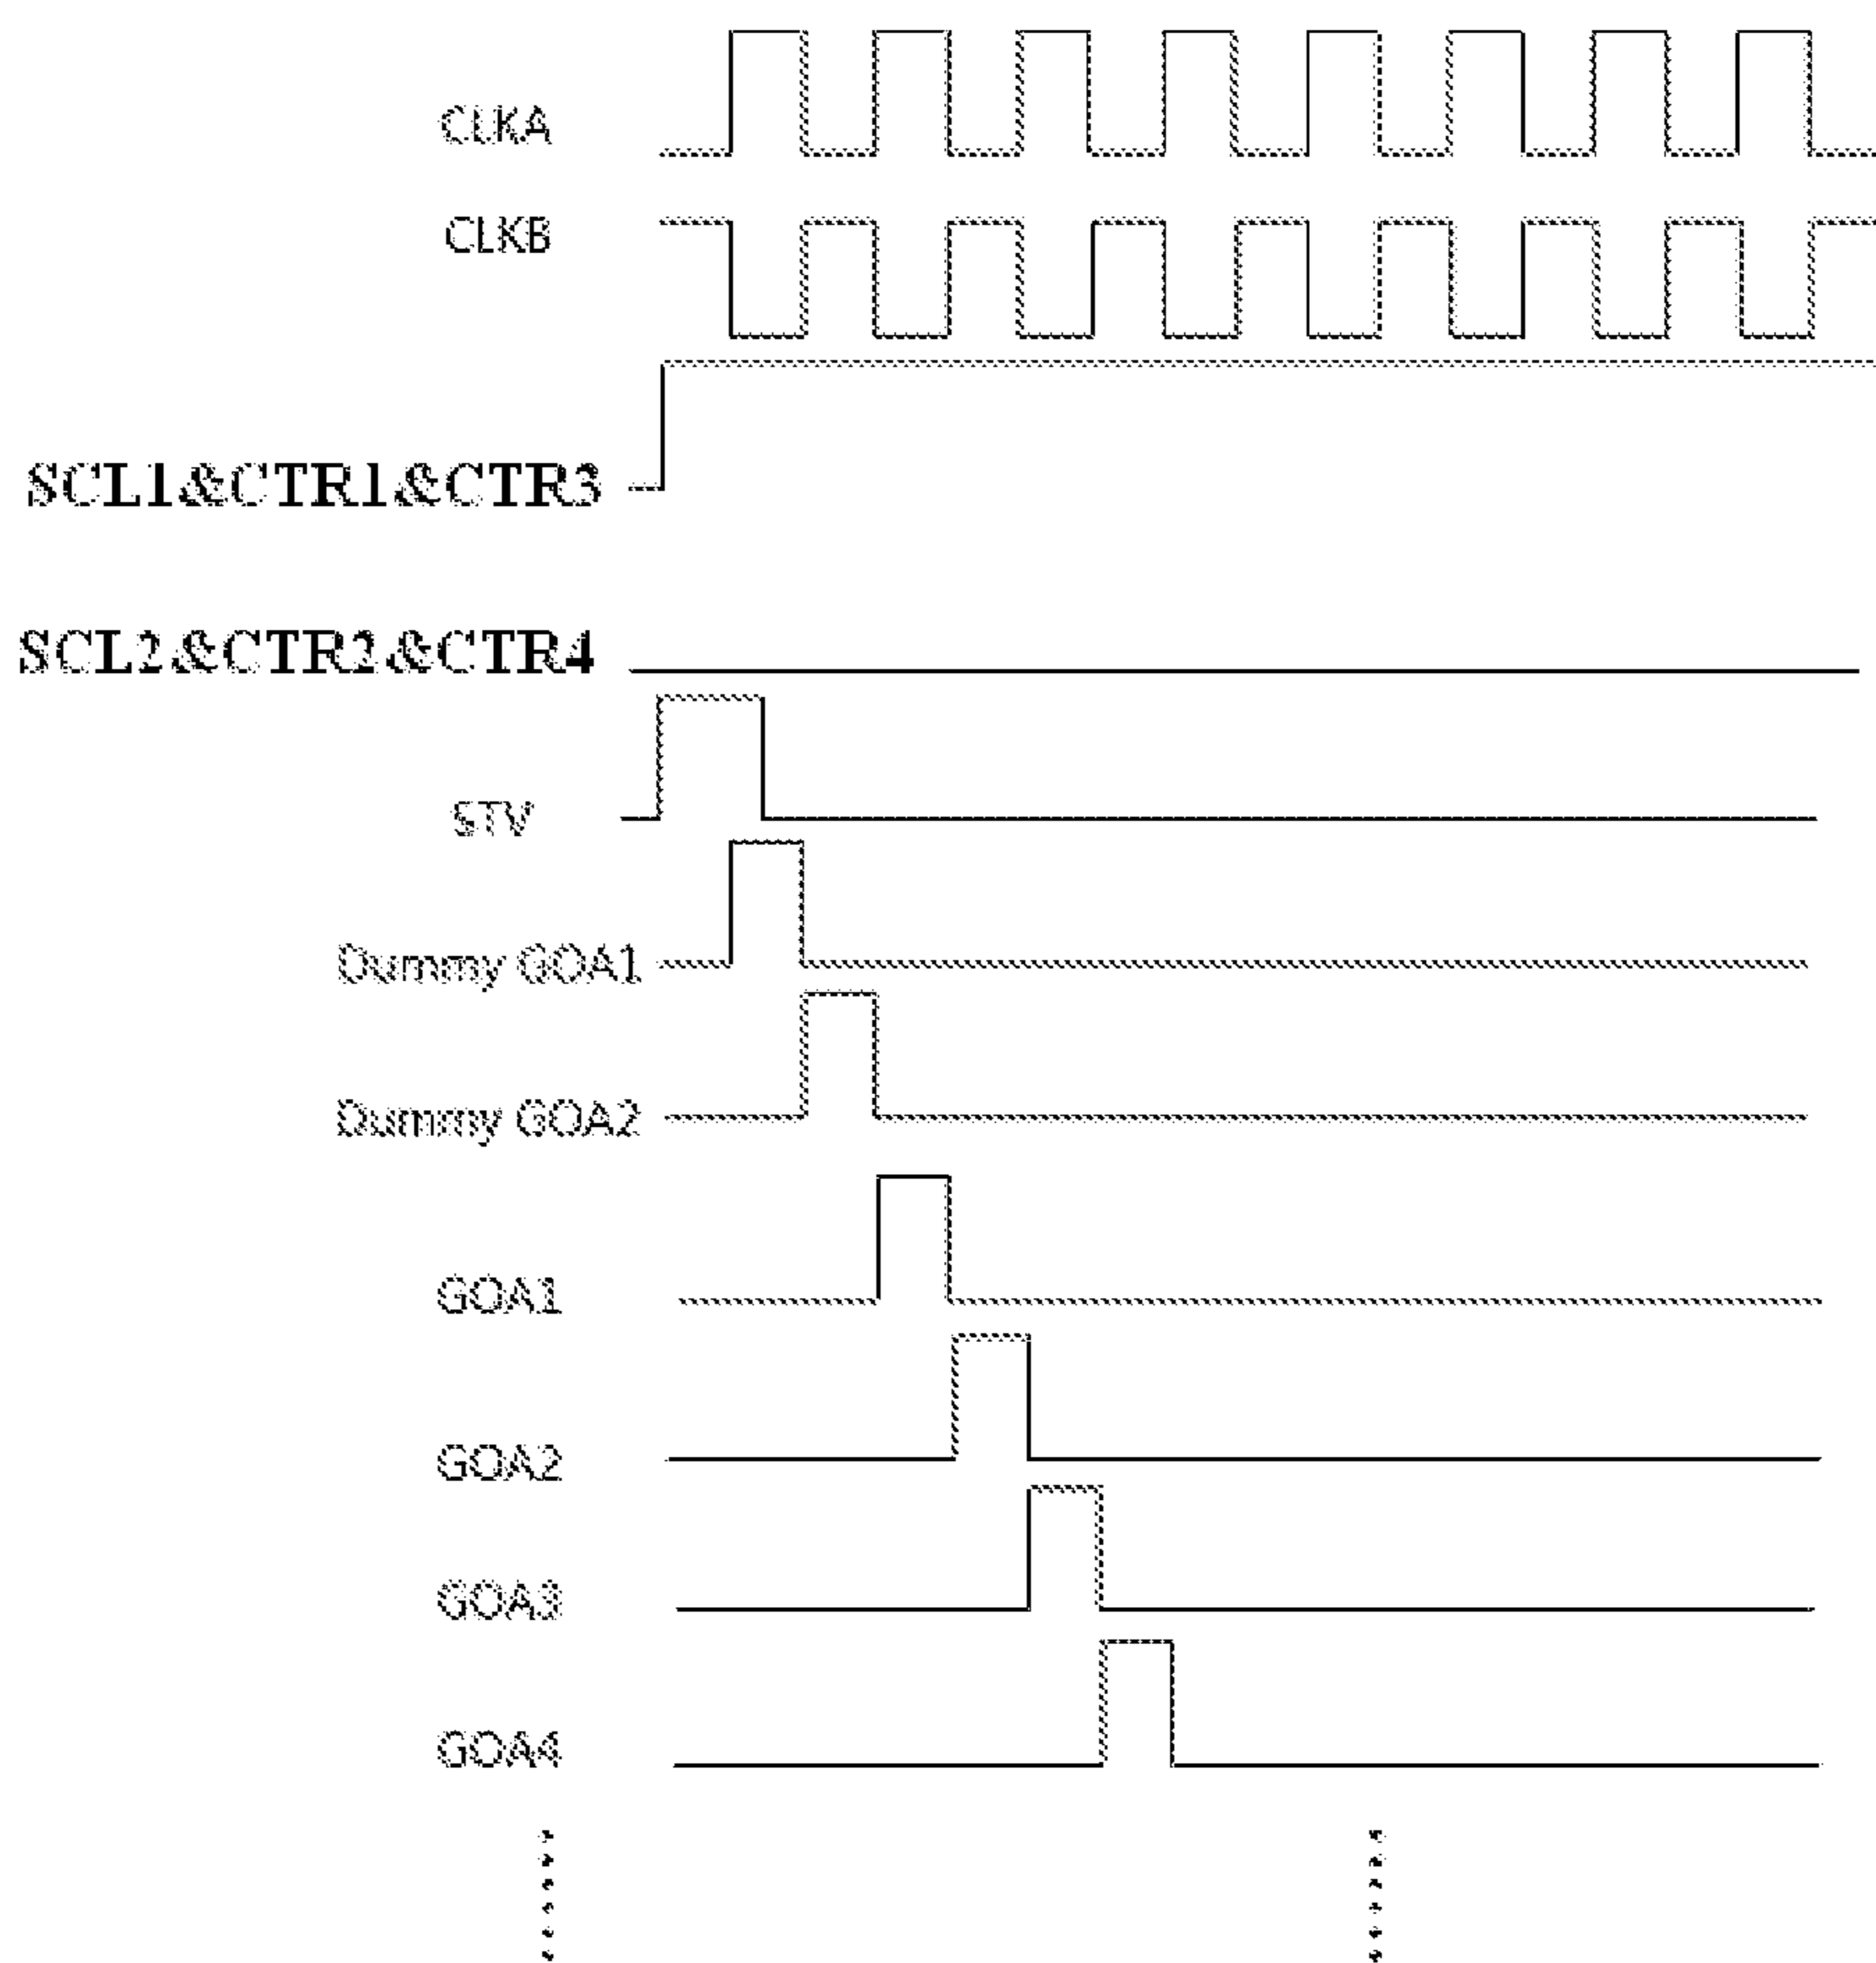 CLKA
CLKB
SCL1&CTR1&CTR3
SCL2&CTR2&CTR4
STV
Dummy GOA1
Dummy GOA2
GOA1
GOA2
GOA3
GOA4